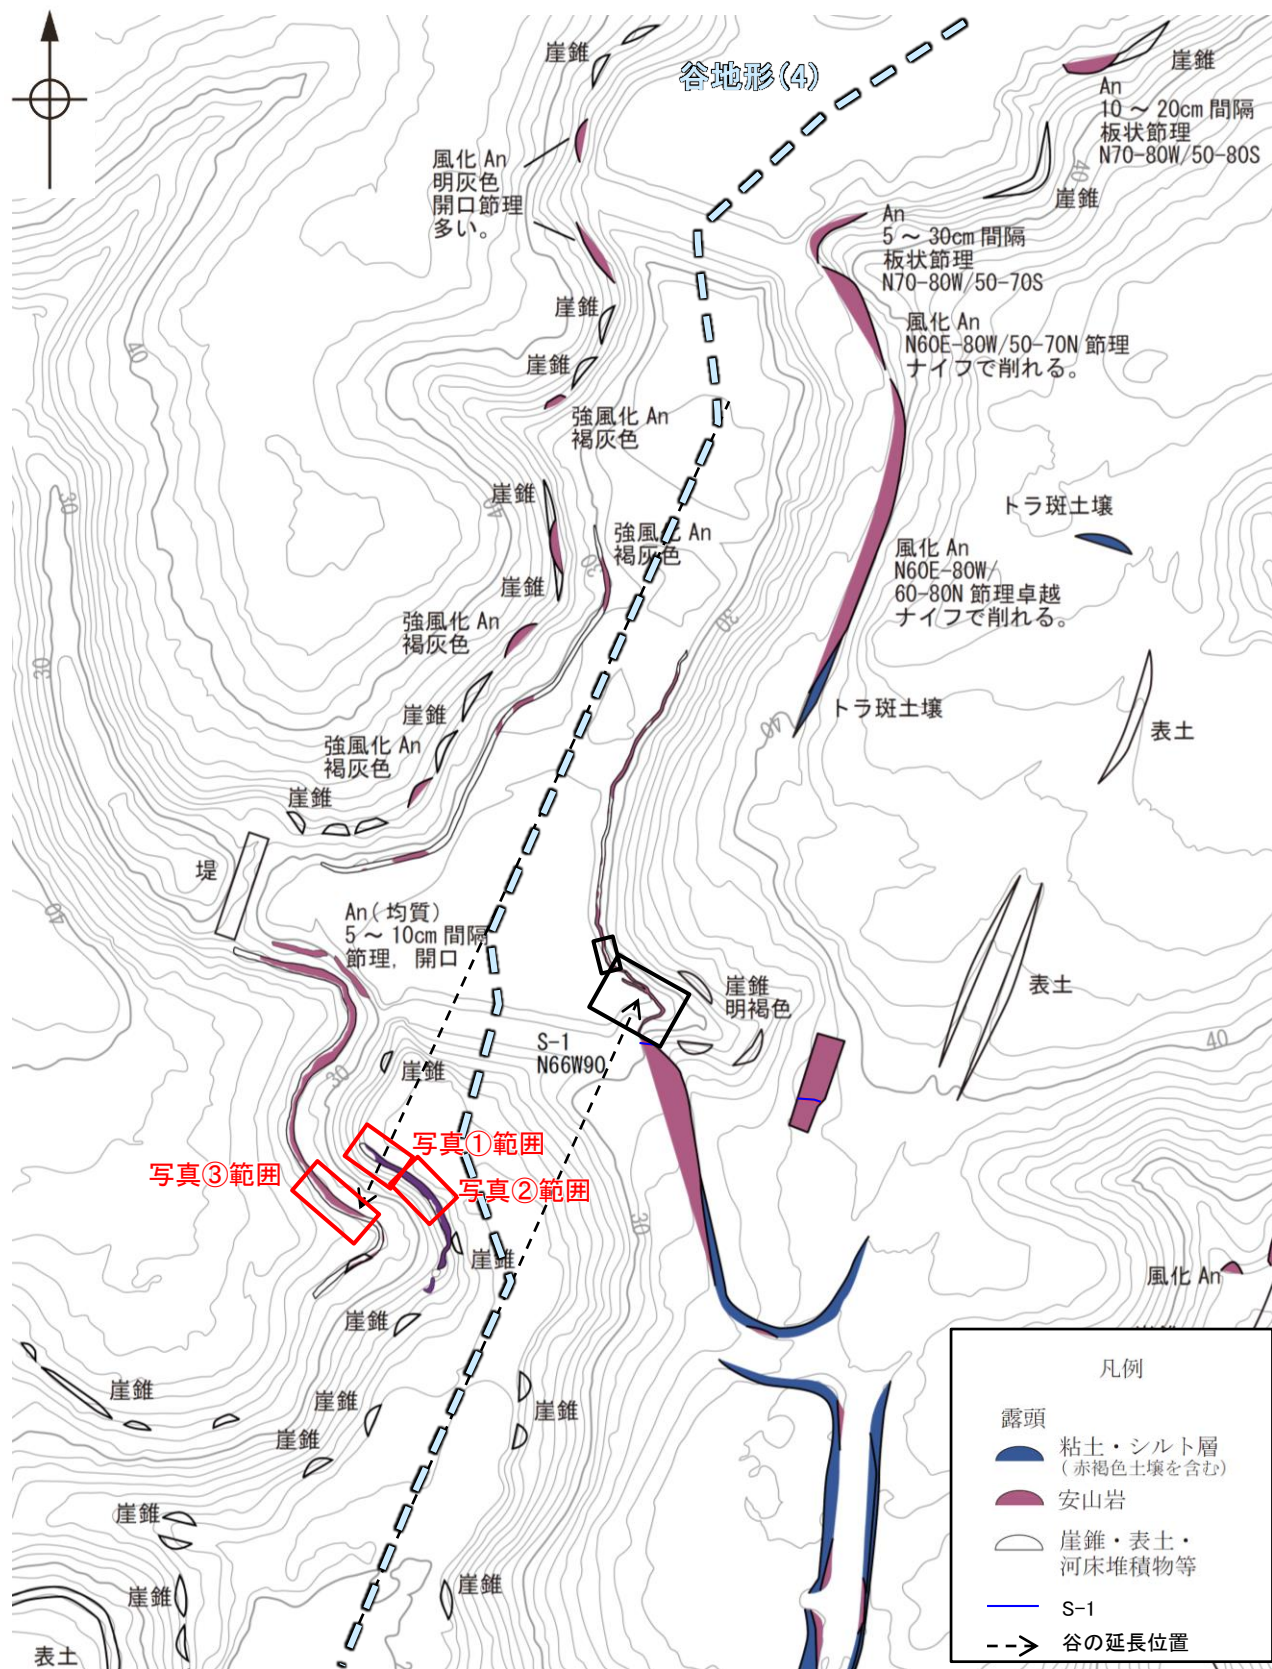 崖錐
谷地形(4)
崖錐
An
10 ～ 20cm 間隔
板状節理
N70-80W/50-80S
40
崖錐
風化 An
明灰色
開口節理
多い。
An
5 ～ 30cm 間隔
板状節理
N70-80W/50-70S
崖錐
風化 An
N60E-80W/50-70N 節理
ナイフで削れる。
40
崖錐
強風化 An
褐灰色
30
崖錐
40
トラ斑土壌
強風化 An
褐灰色
風化 An
N60E-80W/
60-80N 節理卓越
ナイフで削れる。
30
崖錐
強風化 An
褐灰色
30
30
崖錐
トラ斑土壌
40
表土
強風化 An
褐灰色
崖錐
堤
40
An(均質)
5 ～ 10cm 間隔
節理, 開口
崖錐
明褐色
表土
S-1
N66W90
40
崖錐
30
写真①範囲
写真③範囲
写真②範囲
30
崖錐
風化 An
崖錐
崖錐
崖錐
崖錐
崖錐
崖錐
崖錐
崖錐
表土
凡例
露頭
粘土・シルト層
(赤褐色土壌を含む)
安山岩
崖錐・表土・
河床堆積物等
S-1
谷の延長位置